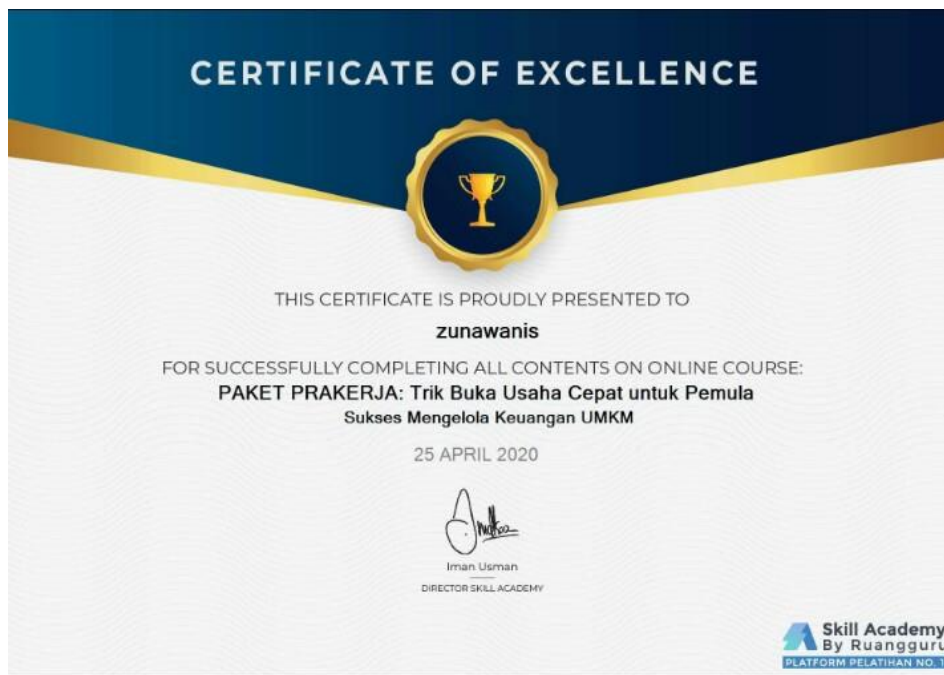 CERTIFICATE OF EXCELLENCE
THIS CERTIFICATE IS PROUDLY PRESENTED TO
zunawanis
FOR SUCCESSFULLY COMPLETING ALL CONTENTS ON ONLINE COURSE:
PAKET PRAKERJA: Trik Buka Usaha Cepat untuk Pemula
Sukses Mengelola Keuangan UMKM
25 APRIL 2020
Iman Usman
DIRECTOR SKILL ACADEMY
Skill Academy
By Ruangguru
PLATFORM PELATIHAN NO. 1